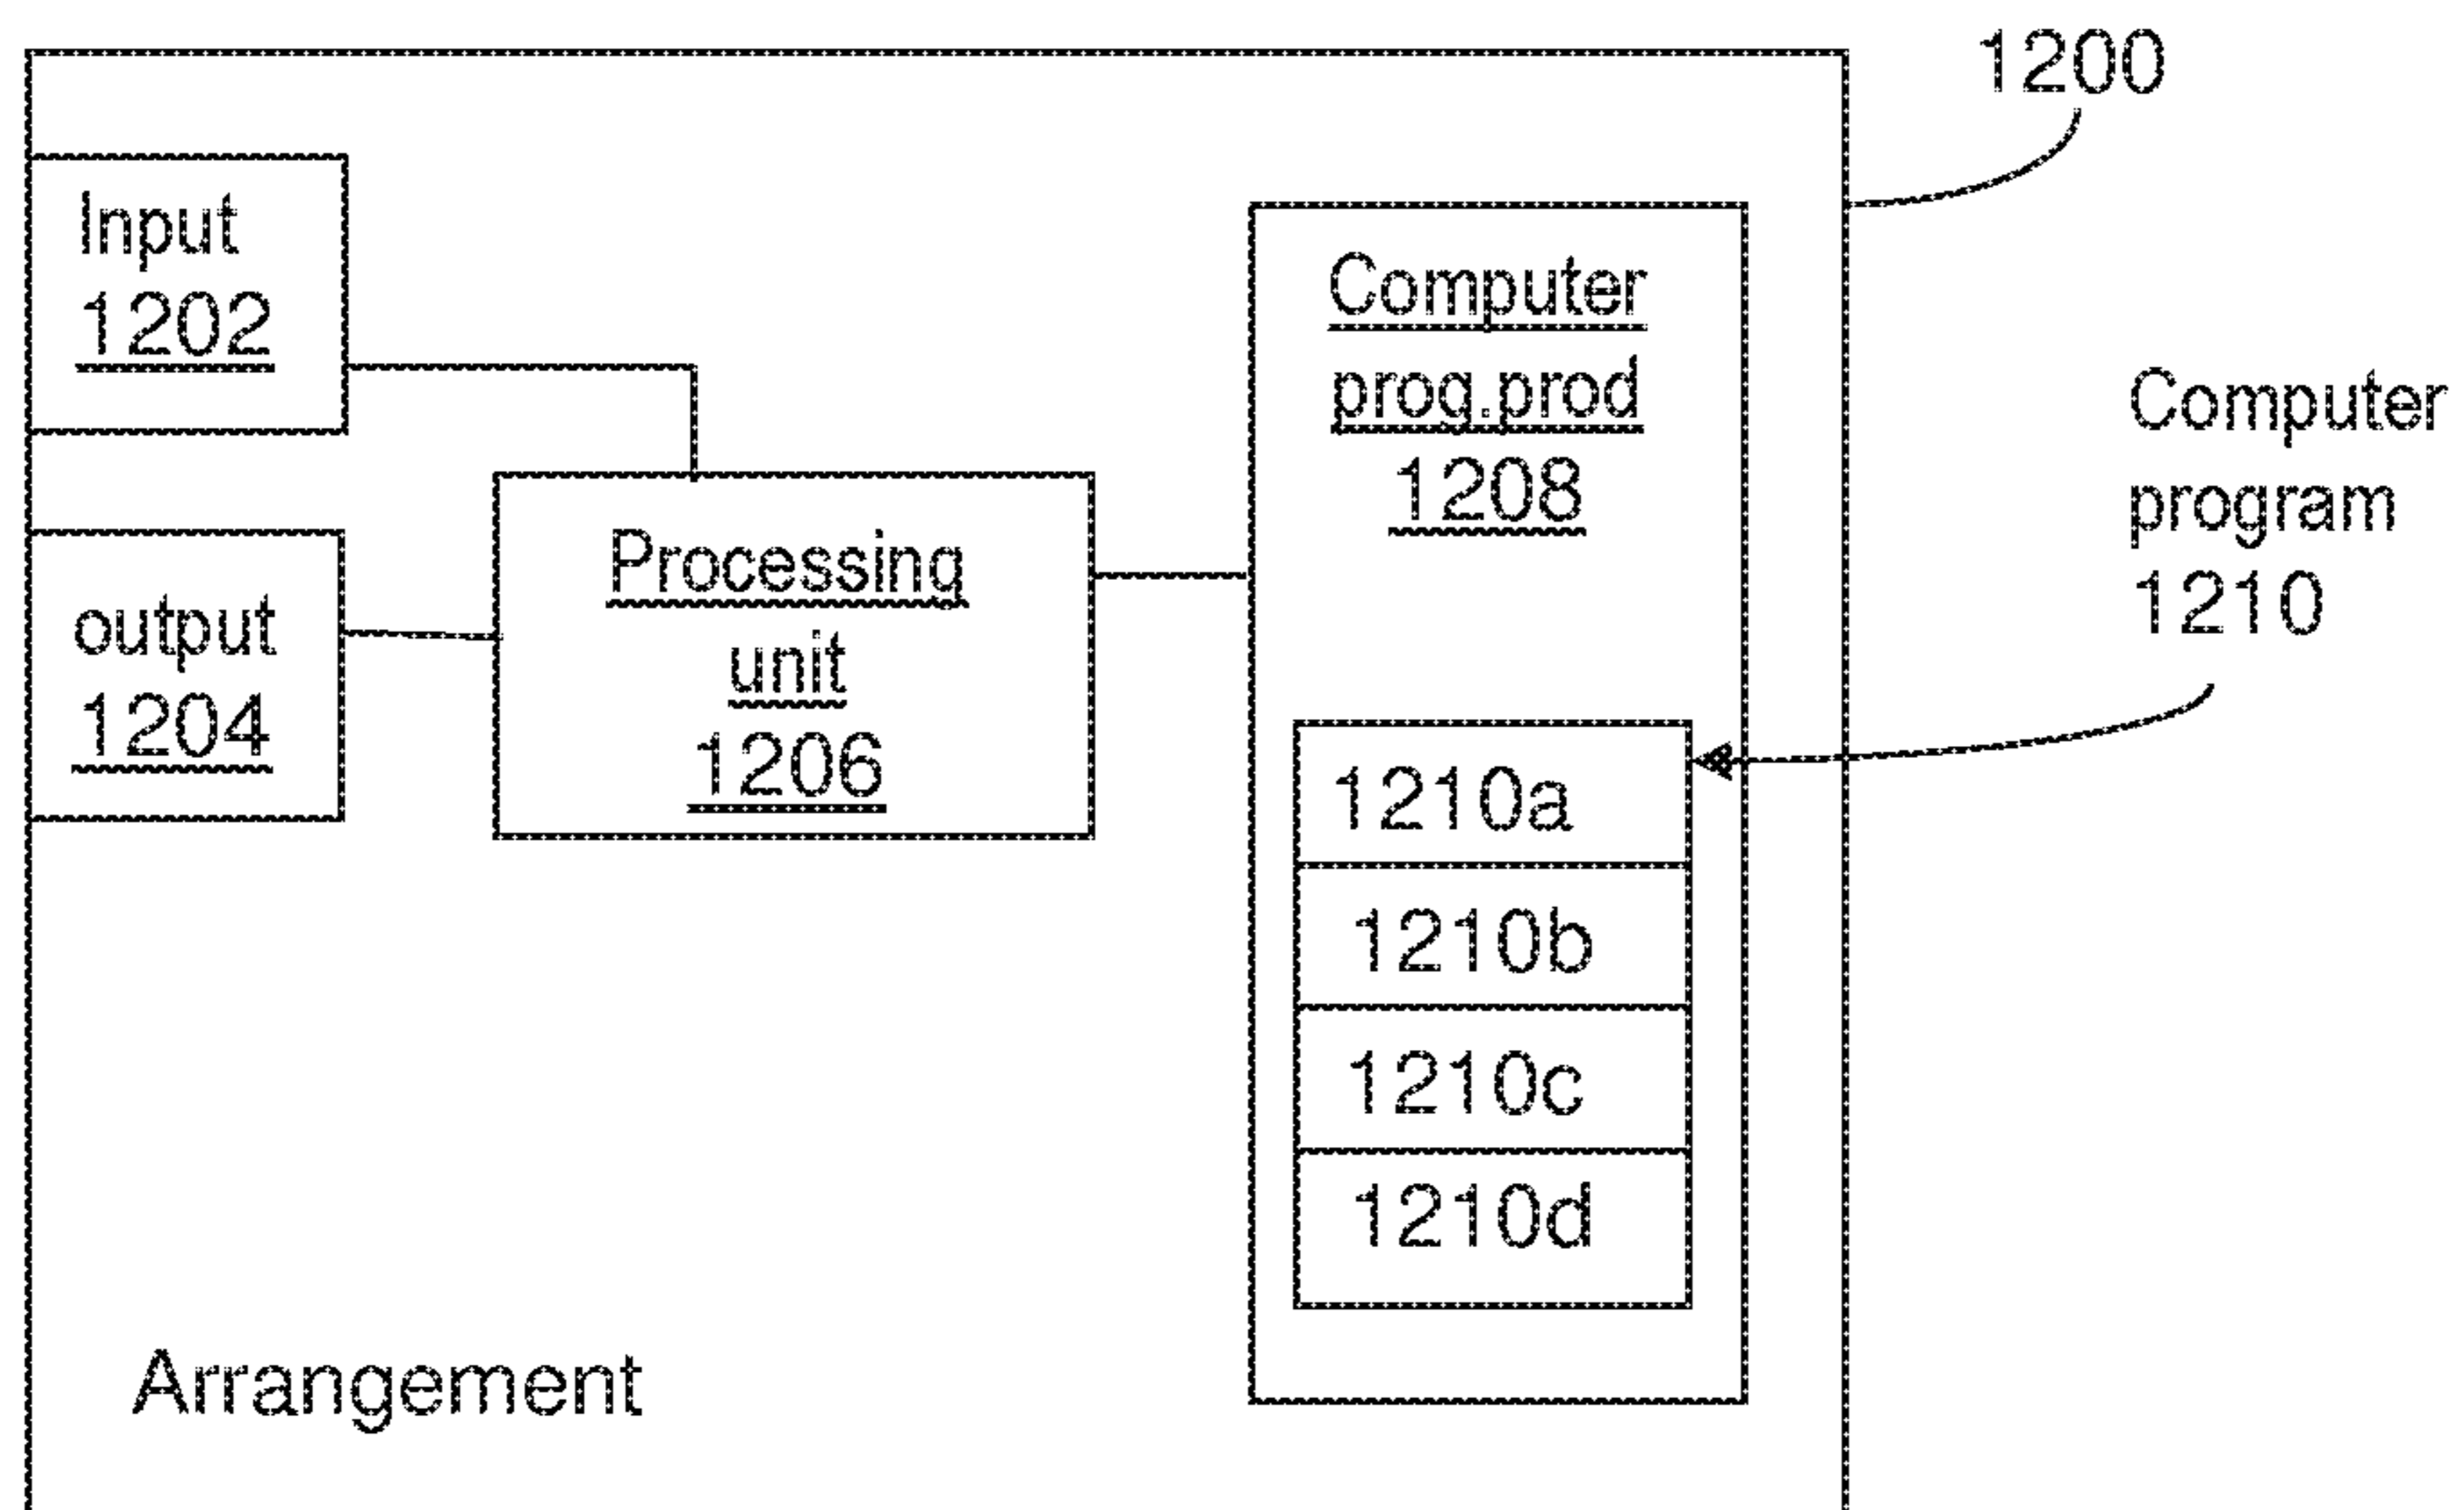 1200
Input
1202
Computer
prog.prod
1208
Computer
program
1210
Processing
unit
1206
output
1204
1210a
1210b
1210c
1210d
Arrangement